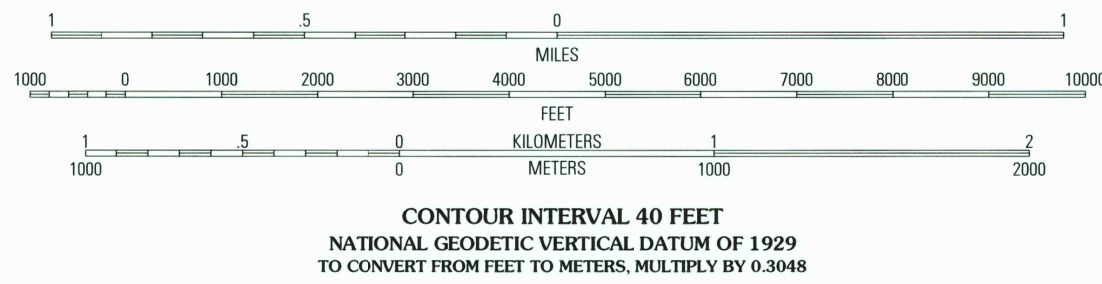 1 .5 0 1
MILES
1000 0 1000 2000 3000 4000 5000 6000 7000 8000 9000 10000
FEET
1 .5 0 KILOMETERS 1 2
1000 0 METERS 1000 2000
CONTOUR INTERVAL 40 FEET
NATIONAL GEODETIC VERTICAL DATUM OF 1929
TO CONVERT FROM FEET TO METERS, MULTIPLY BY 0.3048